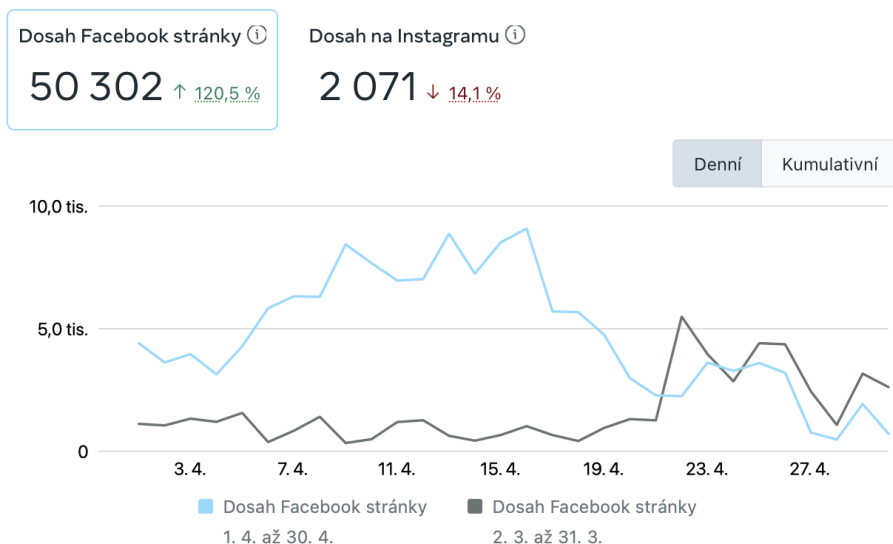 Dosah Facebook stránky
50 302 ↑ 120,5 %
Dosah na Instagramu
2 071 ↓ 14,1 %
Denní
Kumulativní
10,0 tis.
5,0 tis.
0
3. 4. 7. 4. 11. 4. 15. 4. 19. 4. 23. 4. 27. 4.
Dosah Facebook stránky
1. 4. až 30. 4.
Dosah Facebook stránky
2. 3. až 31. 3.